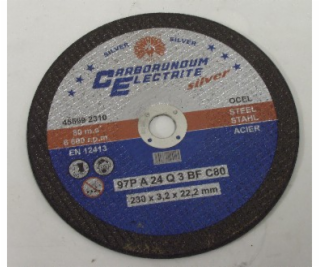 SILVER SILVER
CARBORUNDUM
ELECTRITE
silver
OCEL
STEEL
STAHL
ACIER
80 m.s
EN 12413
97P A 24 Q 3 BF C80
230 x 3,2 x 22,2 mm